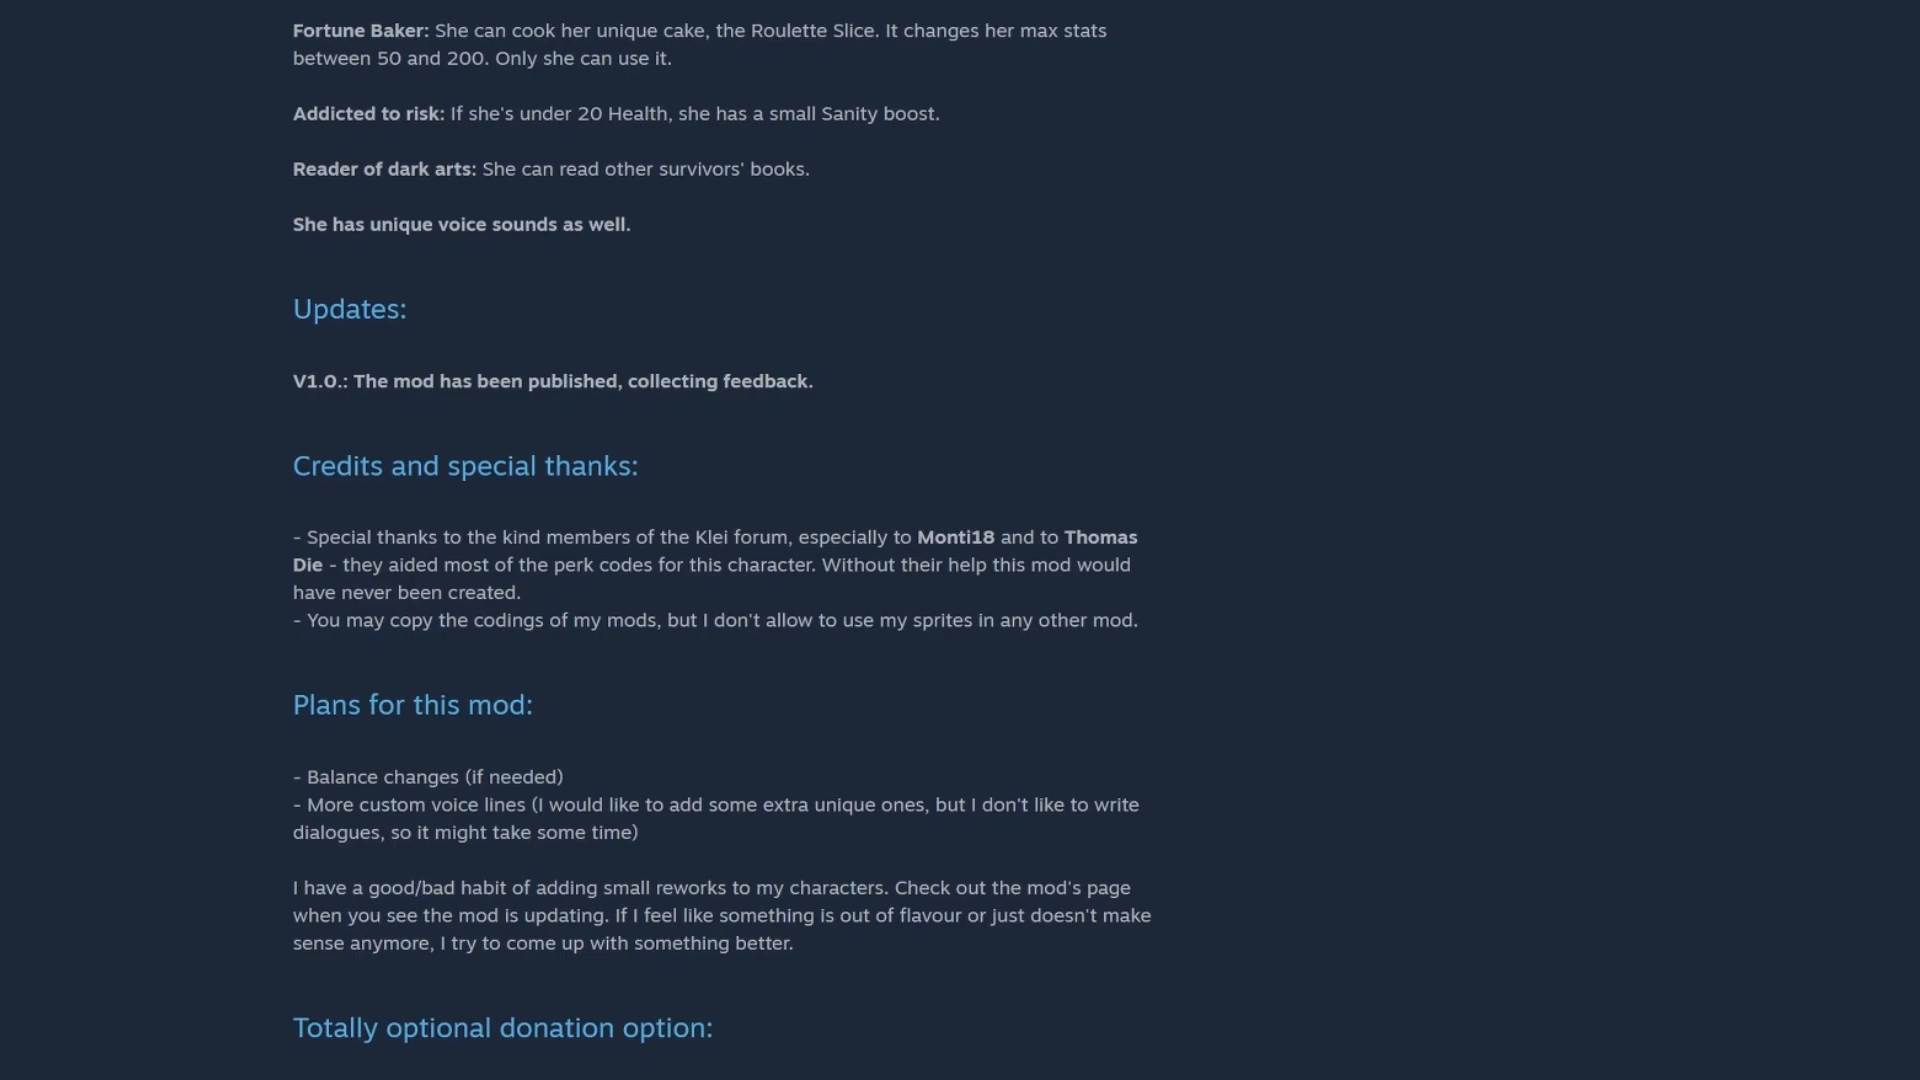 Fortune Baker: She can cook her unique cake, the Roulette Slice. It changes her max stats
between 50 and 200. Only she can use it.
Addicted to risk: If she's under 20 Health, she has a small Sanity boost.
Reader of dark arts: She can read other survivors' books.
She has unique voice sounds as well.
Updates:
V1.0.: The mod has been published, collecting feedback.
Credits and special thanks:
- Special thanks to the kind members of the Klei forum, especially to Monti18 and to Thomas
Die - they aided most of the perk codes for this character. Without their help this mod would
have never been created.
- You may copy the codings of my mods, but I don't allow to use my sprites in any other mod.
Plans for this mod:
- Balance changes (if needed)
- More custom voice lines (I would like to add some extra unique ones, but I don't like to write
dialogues, so it might take some time)
I have a good/bad habit of adding small reworks to my characters. Check out the mod's page
when you see the mod is updating. If I feel like something is out of flavour or just doesn't make
sense anymore, I try to come up with something better.
Totally optional donation option: